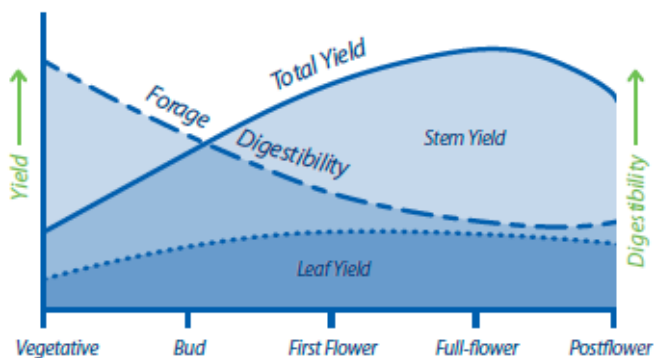 Total Yield
Forage Digestibility
Stem Yield
Leaf Yield
Yield
Digestibility
Vegetative Bud First Flower Full-flower Postflower